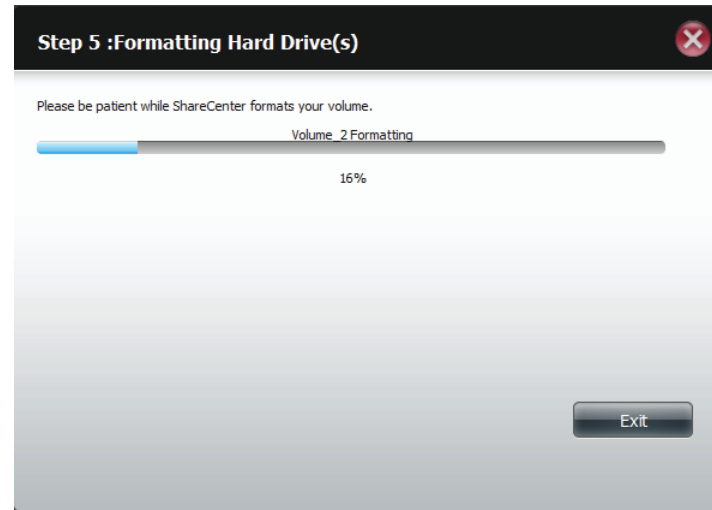 Step 5 :Formatting Hard Drive(s)
Please be patient while ShareCenter formats your volume.
Volume_2 Formatting
16%
Exit